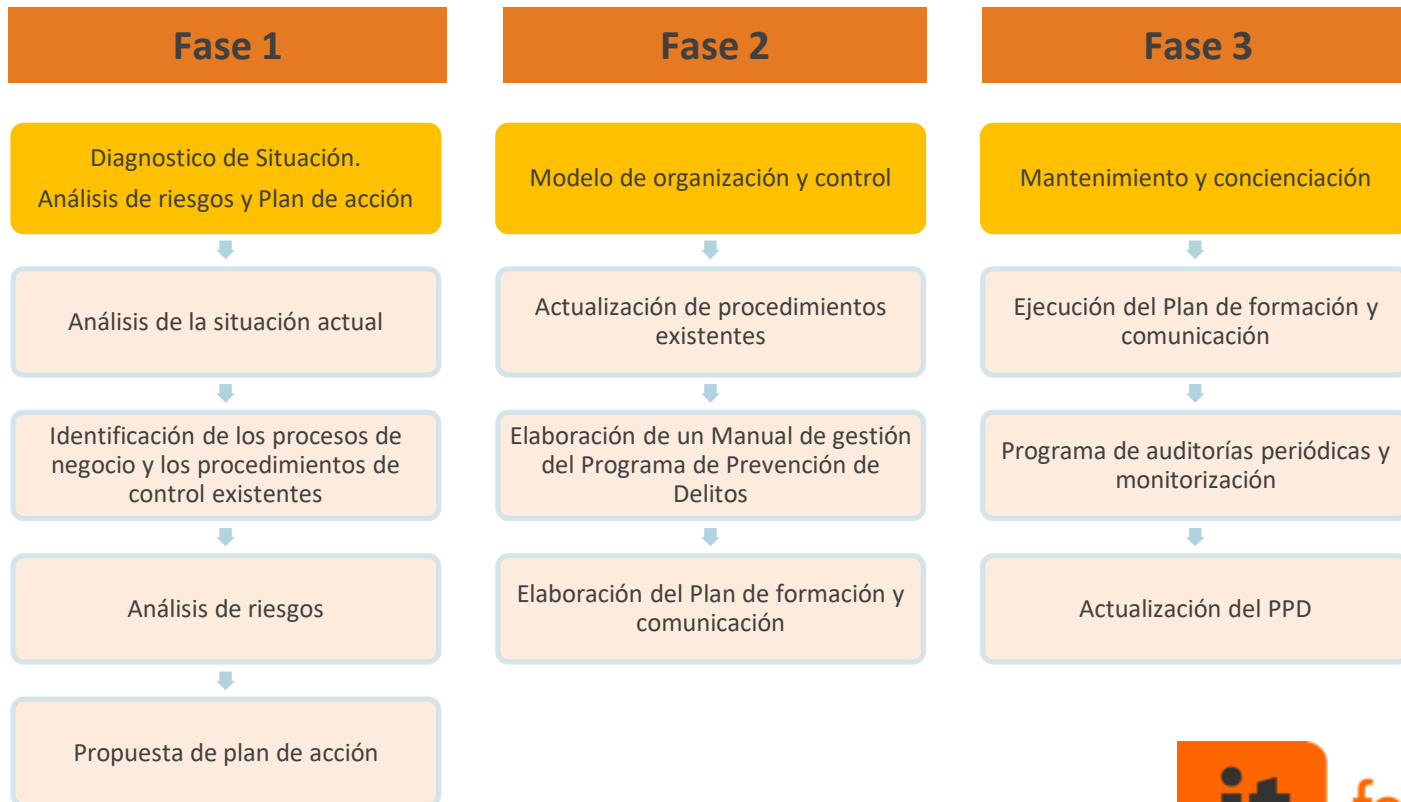 Fase 1
Diagnostico de Situación.
Análisis de riesgos y Plan de acción
Análisis de la situación actual
Identificación de los procesos de
negocio y los procedimientos de
control existentes
Análisis de riesgos
Propuesta de plan de acción
Fase 2
Modelo de organización y control
Actualización de procedimientos
existentes
Elaboración de un Manual de gestión
del Programa de Prevención de
Delitos
Elaboración del Plan de formación y
comunicación
Fase 3
Mantenimiento y concienciación
Ejecución del Plan de formación y
comunicación
Programa de auditorías periódicas y
monitorización
Actualización del PPD
it